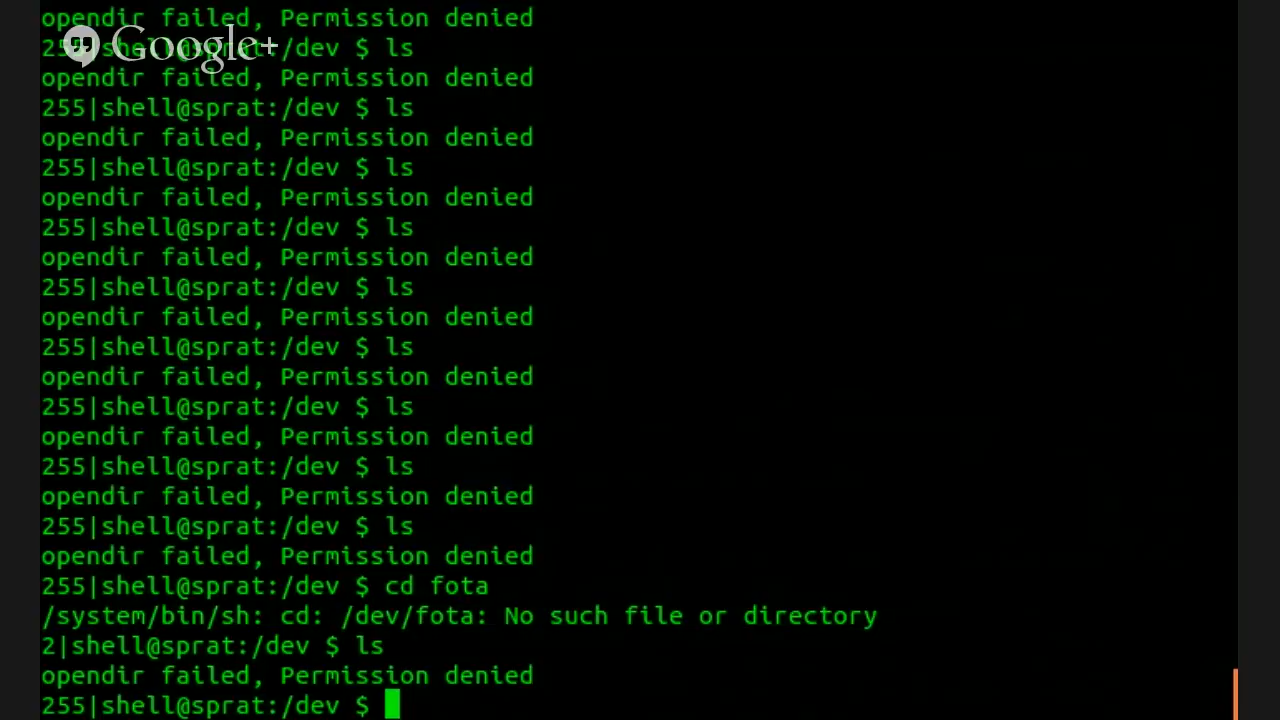 opendir failed, Permission denied
Google+
255|shell@sprat:/dev $ ls
opendir failed, Permission denied
255|shell@sprat:/dev $ ls
opendir failed, Permission denied
255|shell@sprat:/dev $ ls
opendir failed, Permission denied
255|shell@sprat:/dev $ ls
opendir failed, Permission denied
255|shell@sprat:/dev $ ls
opendir failed, Permission denied
255|shell@sprat:/dev $ ls
opendir failed, Permission denied
255|shell@sprat:/dev $ ls
opendir failed, Permission denied
255|shell@sprat:/dev $ ls
opendir failed, Permission denied
255|shell@sprat:/dev $ ls
opendir failed, Permission denied
255|shell@sprat:/dev $ cd fota
/system/bin/sh: cd: /dev/fota: No such file or directory
2|shell@sprat:/dev $ ls
opendir failed, Permission denied
255|shell@sprat:/dev $